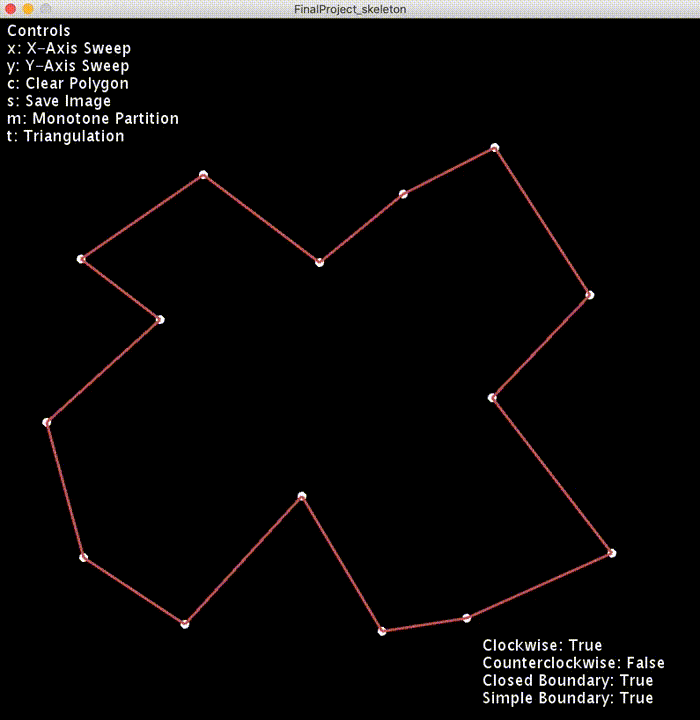 FinalProject_skeleton
Controls
x: X-Axis Sweep
y: Y-Axis Sweep
c: Clear Polygon
s: Save Image
m: Monotone Partition
t: Triangulation
Clockwise: True
Counterclockwise: False
Closed Boundary: True
Simple Boundary: True